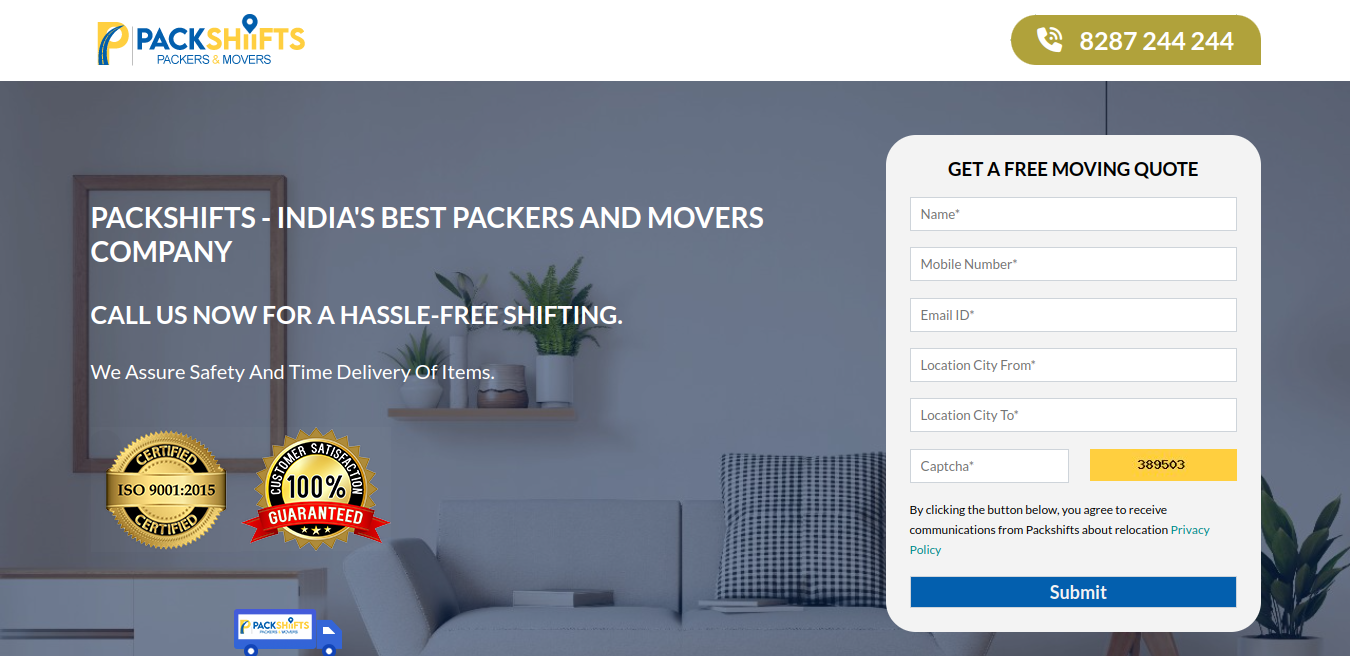 PACKSHIIFTS
PACKERS & MOVERS
8287 244 244
PACKSHIFTS - INDIA'S BEST PACKERS AND MOVERS
COMPANY
CALL US NOW FOR A HASSLE-FREE SHIFTING.
We Assure Safety And Time Delivery Of Items.
CERTIFIED
ISO 9001:2015
CERTIFIED
CUSTOMER SATISFACTION
100%
GUARANTEED
PACKSHIIFTS
PACKERS & MOVERS
GET A FREE MOVING QUOTE
Name*
Mobile Number*
Email ID*
Location City From*
Location City To*
Captcha* 389503
By clicking the button below, you agree to receive
communications from Packshifts about relocation Privacy
Policy
Submit